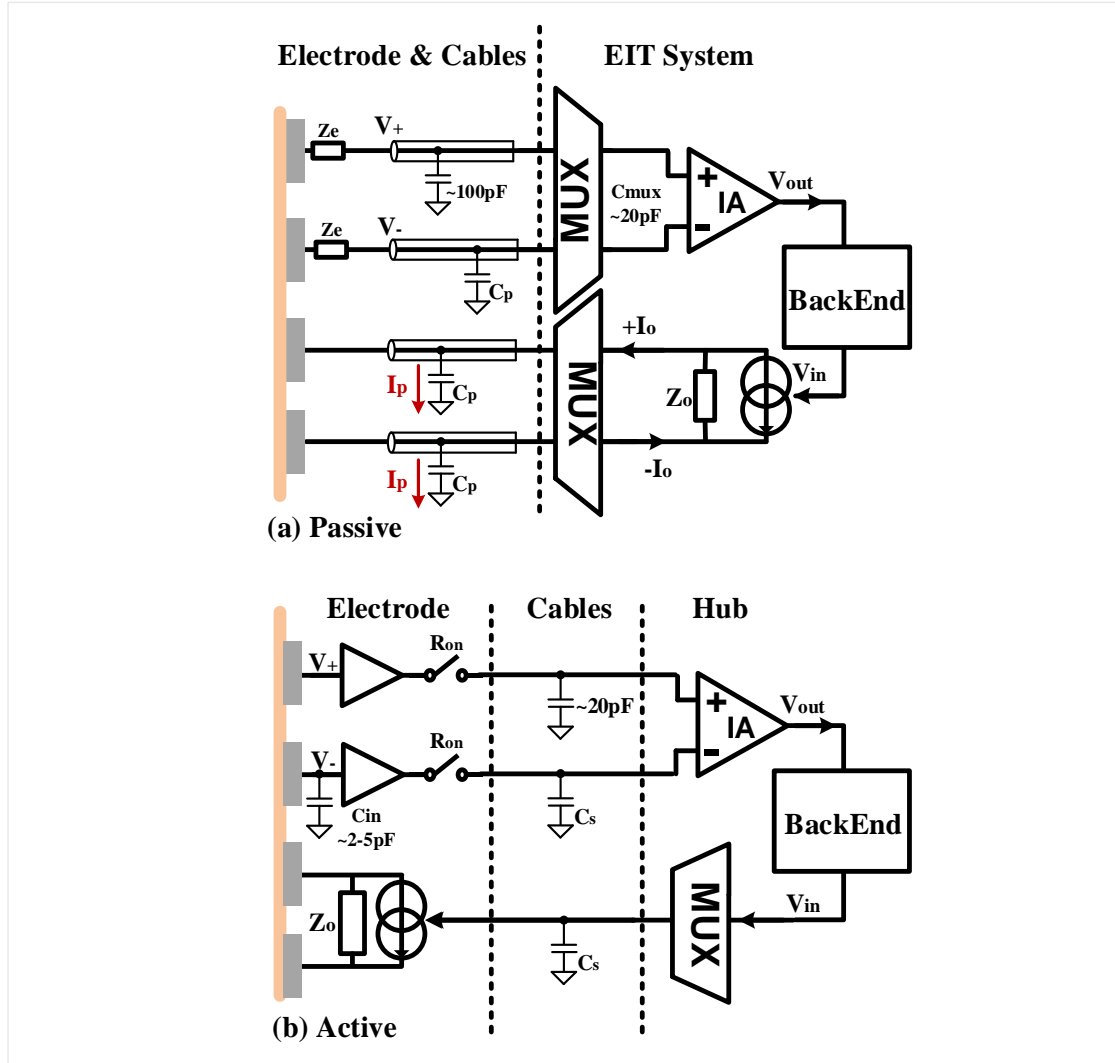 Electrode & Cables
EIT System
Ze
V+
~100pF
MUX
Cmux
~20pF
+
-
IA
Vout
Ze
V-
Cp
BackEnd
+Io
Ip
Cp
MUX
Zo
Vin
Ip
Cp
-Io
(a) Passive
Electrode
Cables
Hub
V+
Ron
~20pF
+
-
IA
Vout
V-
Ron
Cin
~2-5pF
Cs
BackEnd
Zo
MUX
Vin
Cs
(b) Active